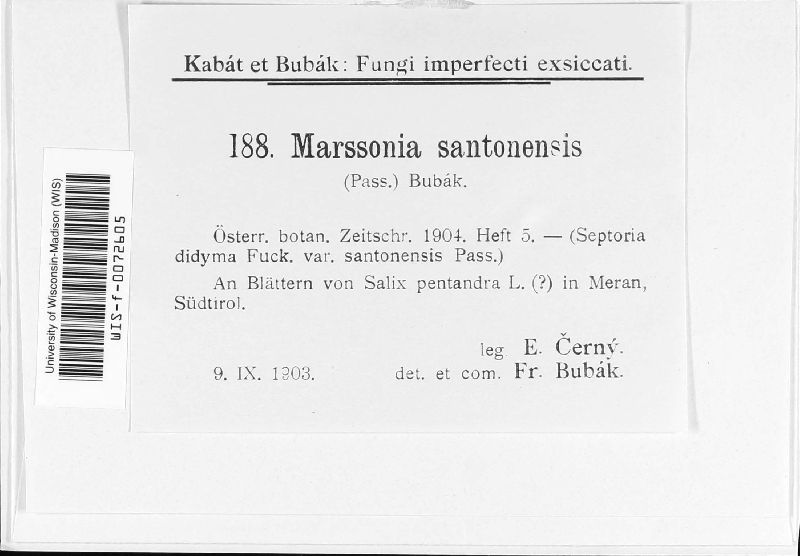 Kabát et Bubák: Fungi imperfecti exsiccati.
188. Marssonia santonensis
(Pass.) Bubák.
Österr. botan. Zeitschr. 1904. Heft 5. — (Septoria
didyma Fuck. var. santonensis Pass.)
An Blättern von Salix pentandra L. (?) in Meran,
Südtirol.
leg E. Černý.
9. IX. 1903.
det. et com. Fr. Bubák.
University of Wisconsin-Madison (WIS)
WIS-f-0072605